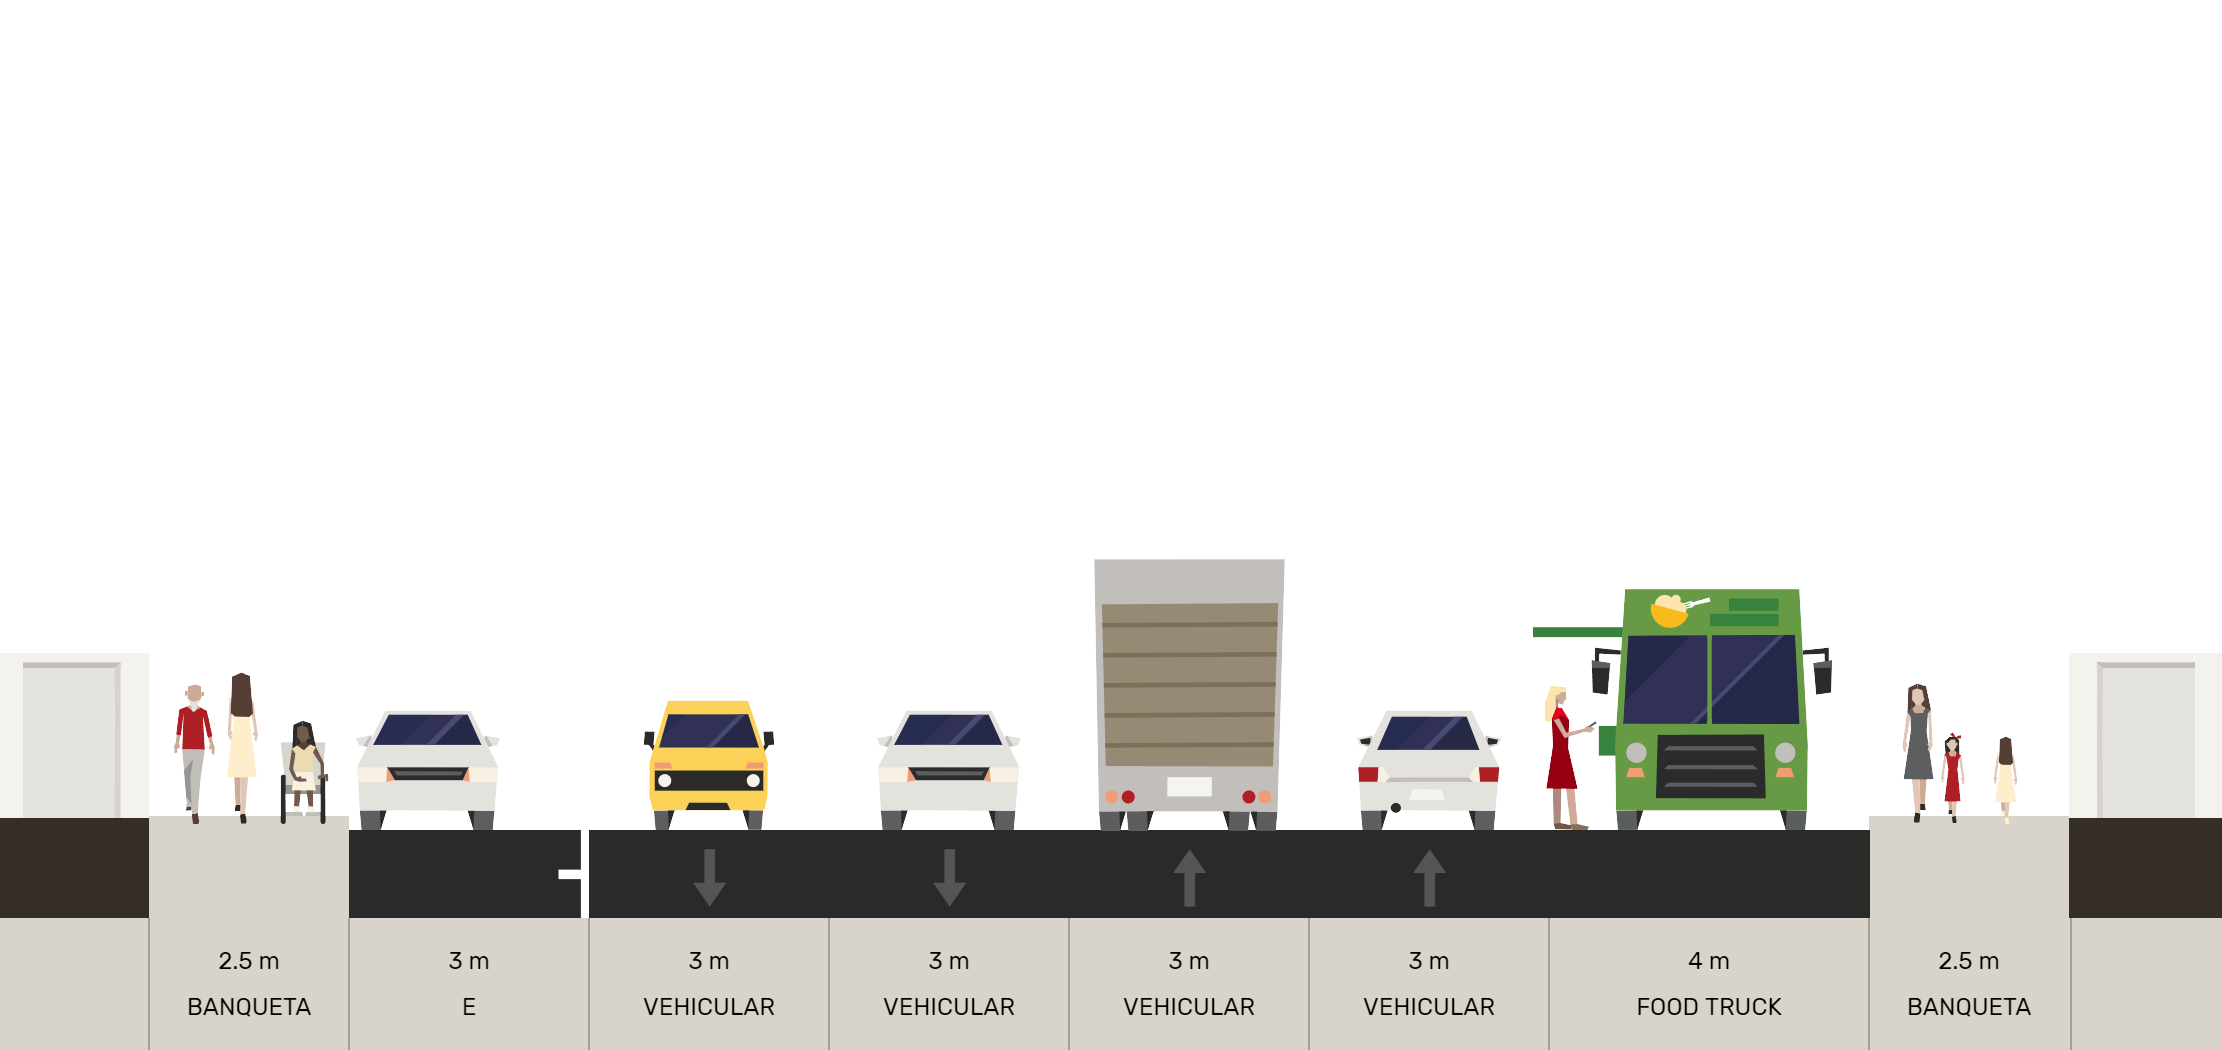 2.5 m
BANQUETA
3 m
E
3 m
VEHICULAR
3 m
VEHICULAR
3 m
VEHICULAR
3 m
VEHICULAR
4 m
FOOD TRUCK
2.5 m
BANQUETA